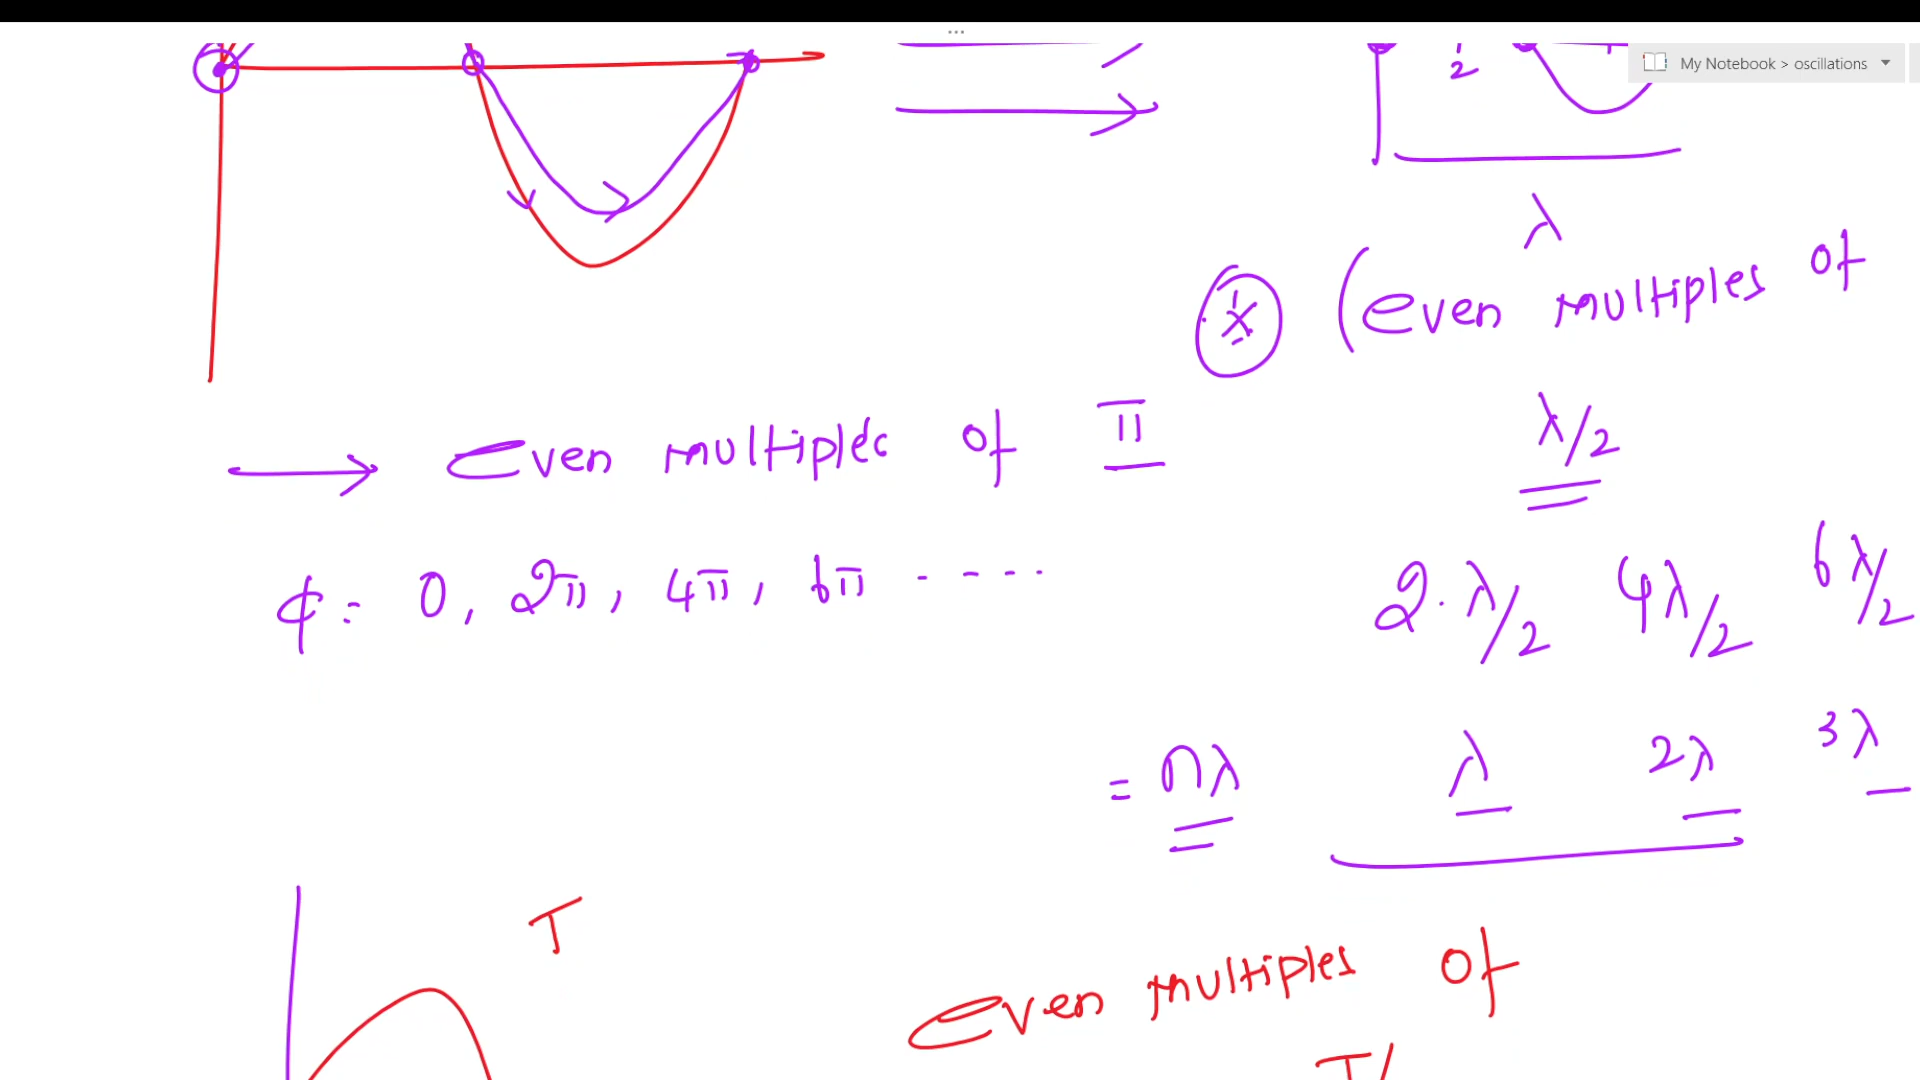 ...
My Notebook > oscillations
1/2
λ
* (even multiples of
λ/2
→ even multiples of π
φ = 0, 2π, 4π, 6π ....
2·λ/2 4λ/2 6λ/2
= nλ λ 2λ 3λ
T
even multiples of
T/